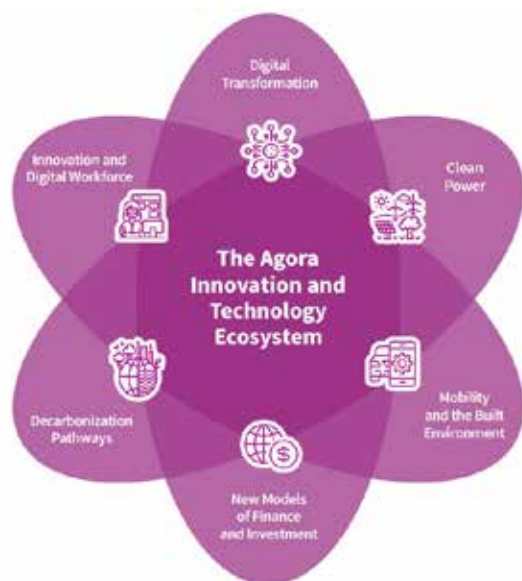 Digital
Transformation
Innovation and
Digital Workforce
Clean
Power
The Agora
Innovation and
Technology
Ecosystem
Decarbonization
Pathways
Mobility
and the Built
Environment
New Models
of Finance
and Investment
$